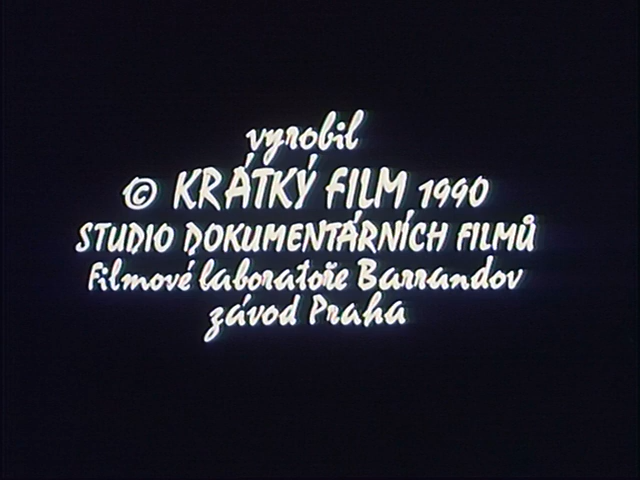 vyrobil
© KRÁTKÝ FILM 1990
STUDIO DOKUMENTÁRNÍCH FILMŮ
Filmové laboratoře Barrandov
závod Praha